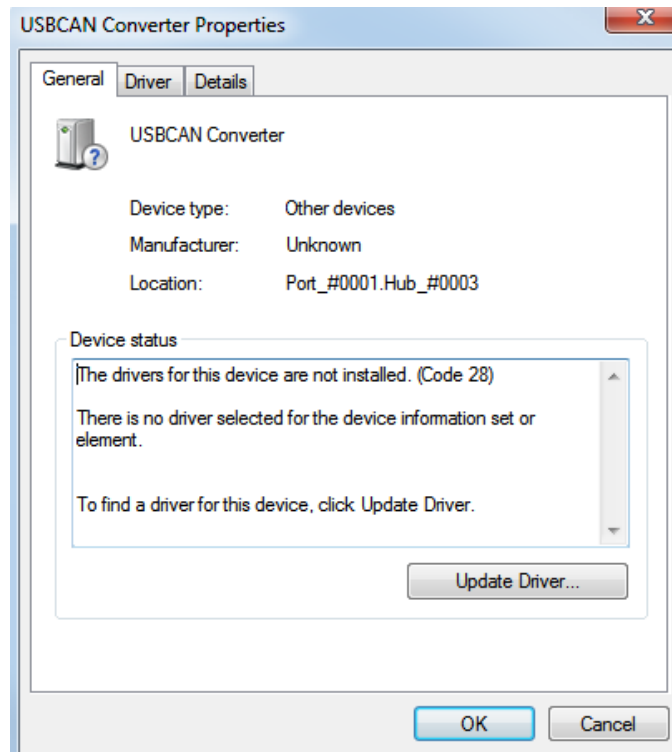 USBCAN Converter Properties
x
General Driver Details
?
USBCAN Converter
Device type: Other devices
Manufacturer: Unknown
Location: Port_#0001.Hub_#0003
Device status
The drivers for this device are not installed. (Code 28)
There is no driver selected for the device information set or
element.
To find a driver for this device, click Update Driver.
Update Driver...
OK Cancel